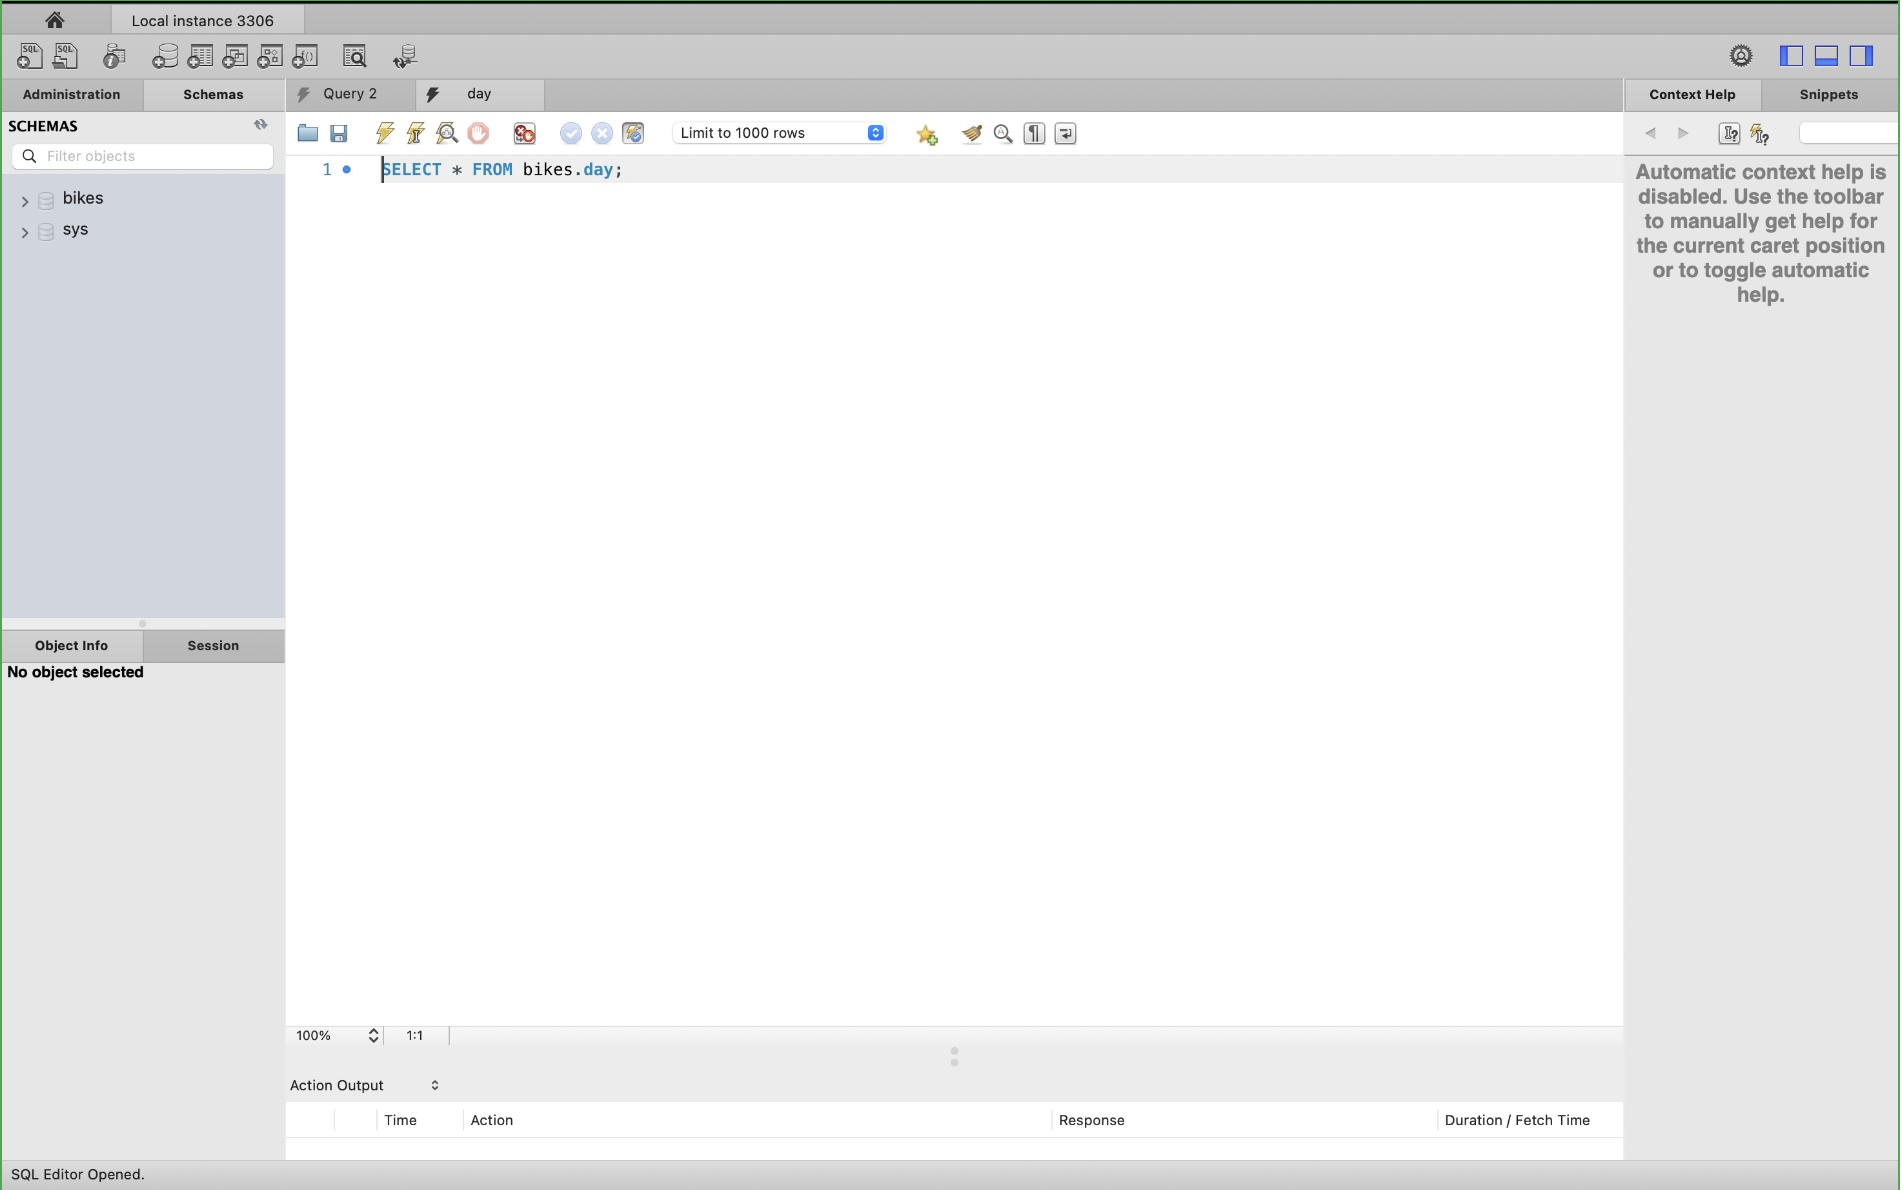 Local instance 3306
SQL
SQL
Administration
Schemas
Query 2
day
Context Help
Snippets
SCHEMAS
Filter objects
Limit to 1000 rows
1
SELECT * FROM bikes.day;
bikes
sys
Automatic context help is
disabled. Use the toolbar
to manually get help for
the current caret position
or to toggle automatic
help.
Object Info
Session
No object selected
100%
1:1
Action Output
Time
Action
Response
Duration / Fetch Time
SQL Editor Opened.